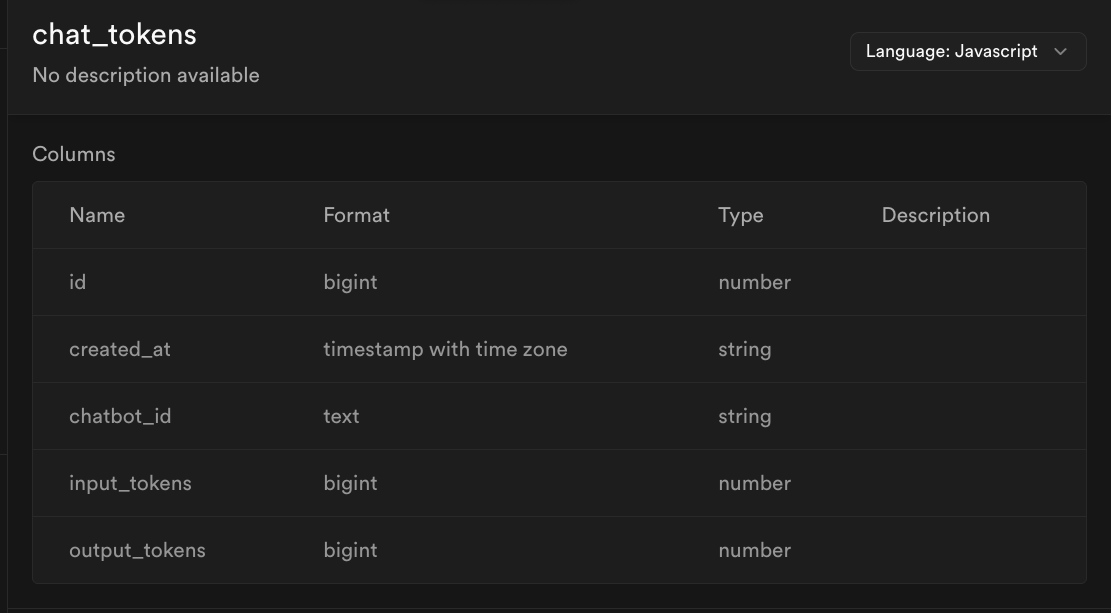 chat_tokens
No description available
Language: Javascript
Columns
Name Format Type Description
id bigint number
created_at timestamp with time zone string
chatbot_id text string
input_tokens bigint number
output_tokens bigint number